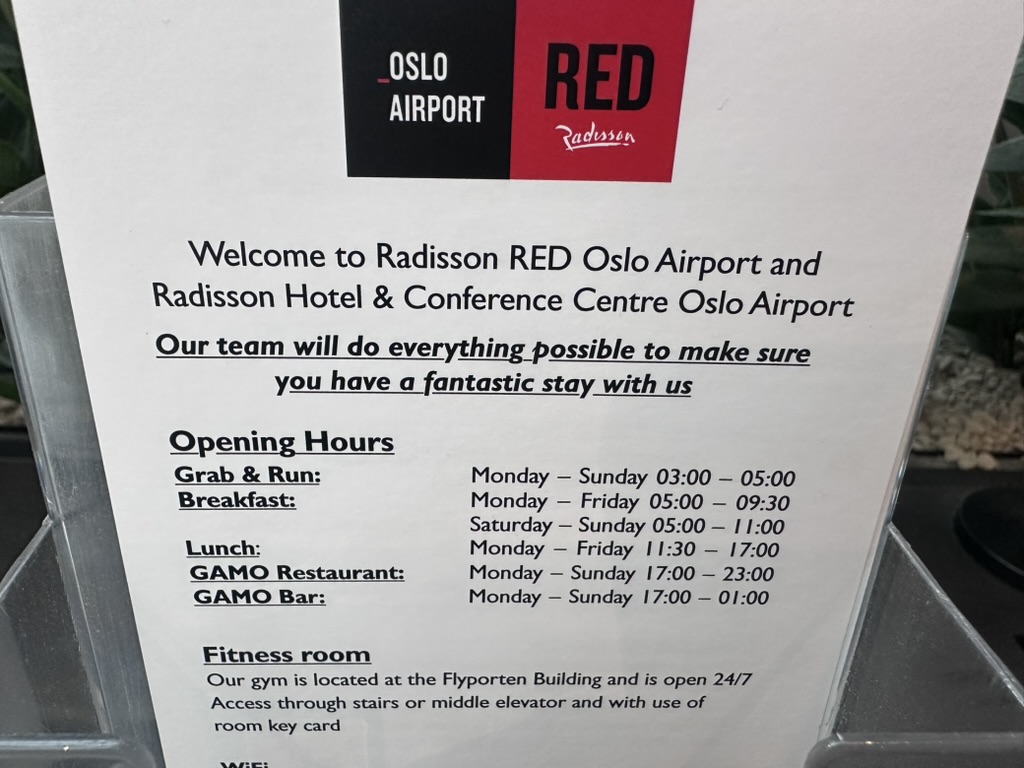 _OSLO
AIRPORT
RED
Radisson
Welcome to Radisson RED Oslo Airport and
Radisson Hotel & Conference Centre Oslo Airport
Our team will do everything possible to make sure
you have a fantastic stay with us
Opening Hours
Grab & Run: Monday – Sunday 03:00 – 05:00
Breakfast: Monday – Friday 05:00 – 09:30
Saturday – Sunday 05:00 – 11:00
Lunch: Monday – Friday 11:30 – 17:00
GAMO Restaurant: Monday – Sunday 17:00 – 23:00
GAMO Bar: Monday – Sunday 17:00 – 01:00
Fitness room
Our gym is located at the Flyporten Building and is open 24/7
Access through stairs or middle elevator and with use of
room key card
WiFi